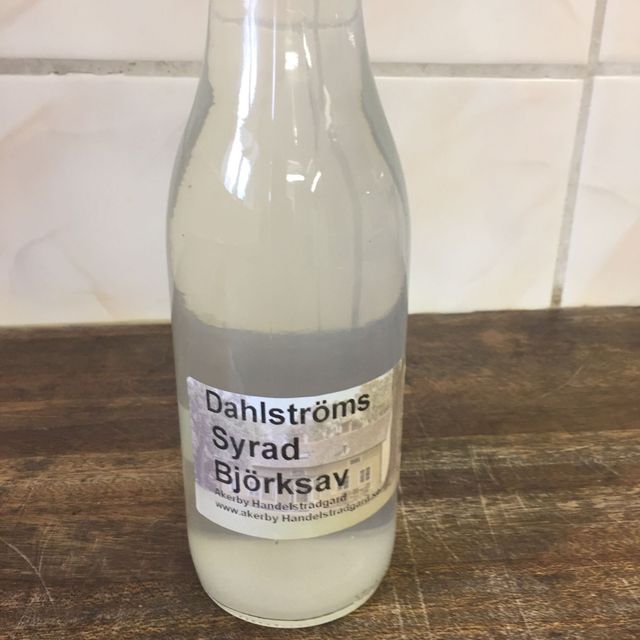 Dahlströms
Syrad
Björksav
Åkerby Handelsträdgård
www.akerby Handelstradgard